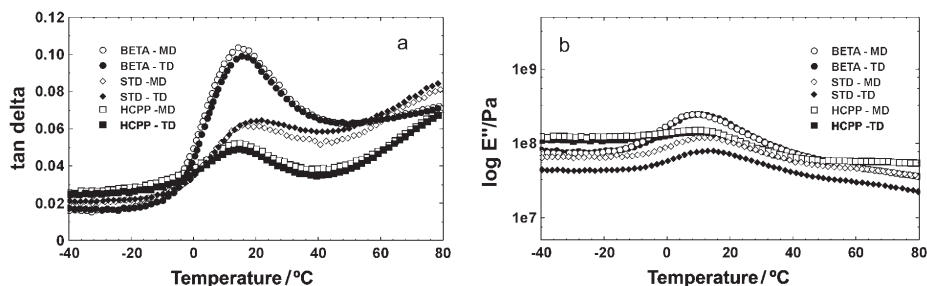 a
tan delta
0.12
0.10
0.08
0.06
0.04
0.02
0
BETA - MD
BETA - TD
STD -MD
STD - TD
HCPP -MD
HCPP - TD
-40 -20 0 20 40 60 80
Temperature / ºC
b
log E"/Pa
1e9
1e8
1e7
BETA - MD
BETA - TD
STD - MD
STD -TD
HCPP - MD
HCPP - TD
-40 -20 0 20 40 60 80
Temperature / ºC